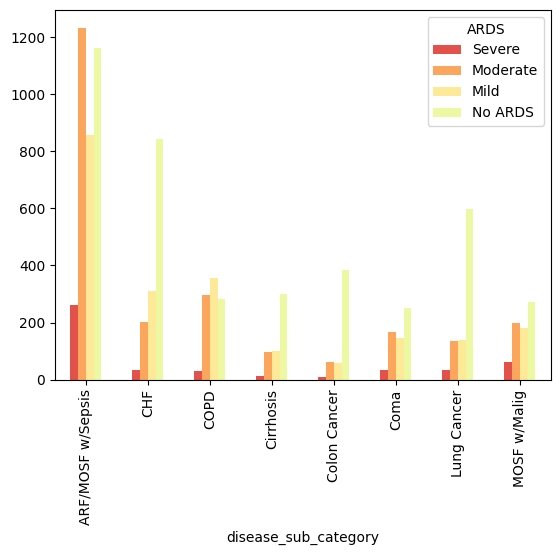 1200
1000
800
600
400
200
0
ARDS
Severe
Moderate
Mild
No ARDS
ARF/MOSF w/Sepsis
CHF
COPD
Cirrhosis
Colon Cancer
Coma
Lung Cancer
MOSF w/Malig
disease_sub_category